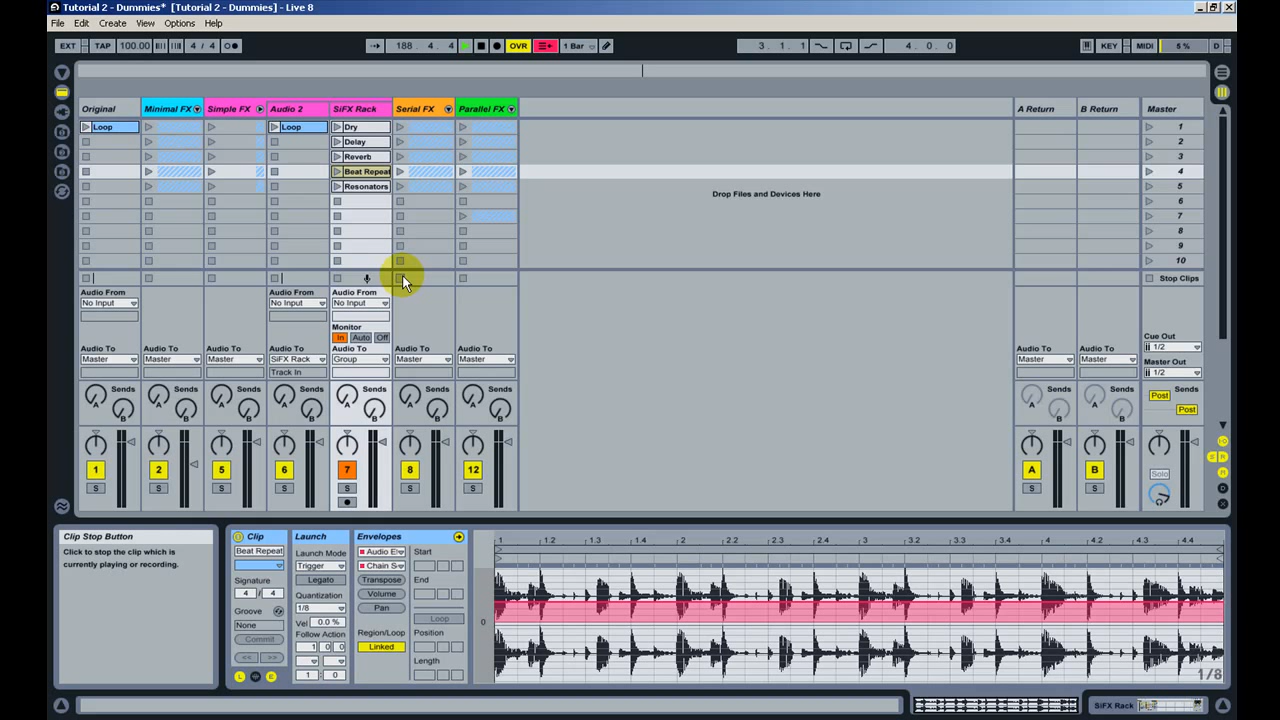 Tutorial 2 - Dummies* [Tutorial 2 - Dummies] - Live 8
File Edit Create View Options Help
EXT TAP 100.00 4 / 4 188. 4. 4 OVR 1 Bar 3. 1. 1 4. 0. 0 KEY MIDI 5 % D
Original Minimal FX Simple FX Audio 2 SiFX Rack Serial FX Parallel FX A Return B Return Master
Loop Loop Dry 1
Delay 2
Reverb 3
Beat Repeat 4
Resonators 5
Drop Files and Devices Here
6
7
8
9
10
Stop Clips
Audio From Audio From Audio From
No Input No Input No Input
Monitor
In Auto Off
Cue Out
1/2
Audio To Audio To Audio To Audio To Audio To Audio To Audio To Audio To Audio To
Master Master Master SiFX Rack Group Master Master Master Master
Master Out
Track In 1/2
Sends Sends Sends Sends Sends Sends Sends Sends Sends Sends
A A A A A A A A A Post
B B B B B B B B B Post
1 2 5 6 7 8 12 A B
S S S S S S S S S Solo
Clip Stop Button
Click to stop the clip which is
currently playing or recording.
Clip
Beat Repeat
Signature
4 / 4
Groove
None
Commit
<< >>
L E
Launch
Launch Mode
Trigger
Legato
Quantization
1/8
Vel 0.0 %
Follow Action
1 0 0
1 : 0
Envelopes
Audio E
Chain S
Transpose
Volume
Pan
Region/Loop
Linked
Start
End
Loop
Position
Length
1 1.2 1.3 1.4 2 2.2 2.3 2.4 3 3.2 3.3 3.4 4 4.2 4.3 4.4
0
1/8
SiFX Rack